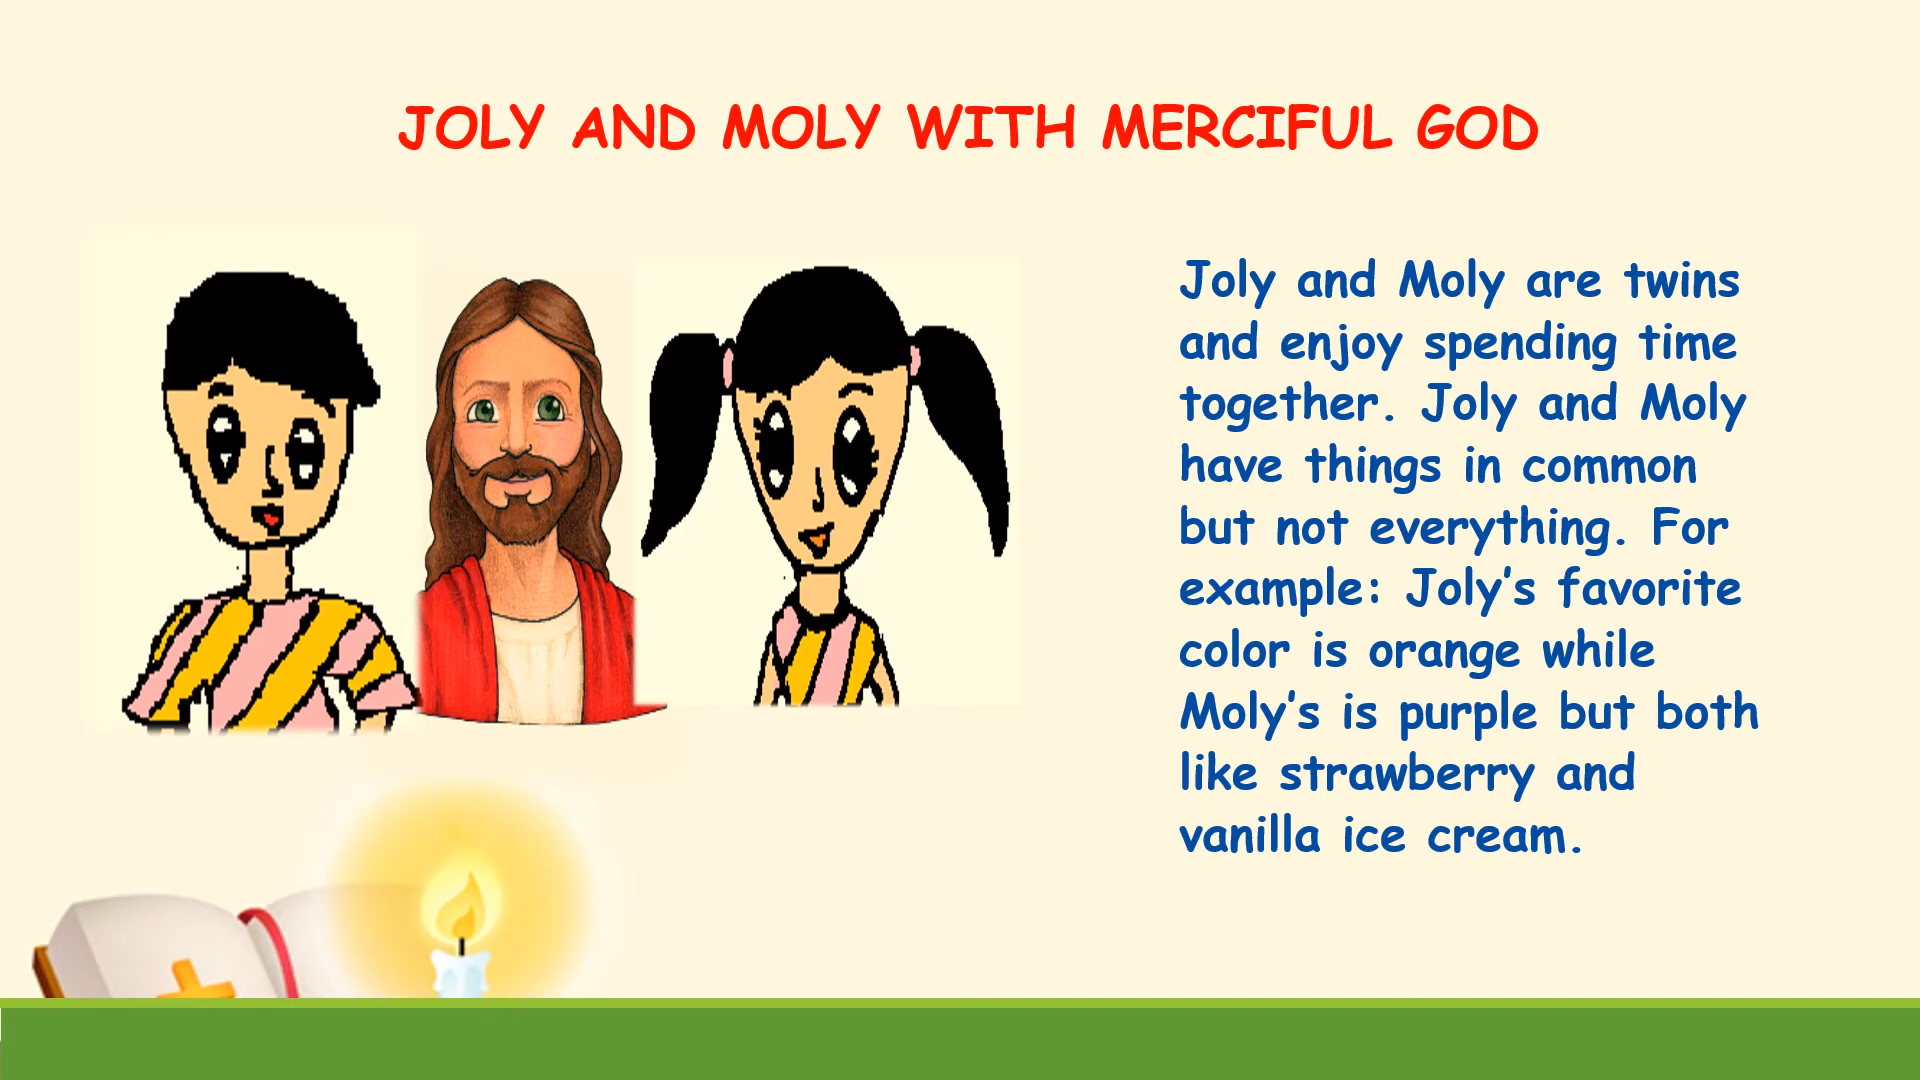 JOLY AND MOLY WITH MERCIFUL GOD
Joly and Moly are twins
and enjoy spending time
together. Joly and Moly
have things in common
but not everything. For
example: Joly’s favorite
color is orange while
Moly’s is purple but both
like strawberry and
vanilla ice cream.